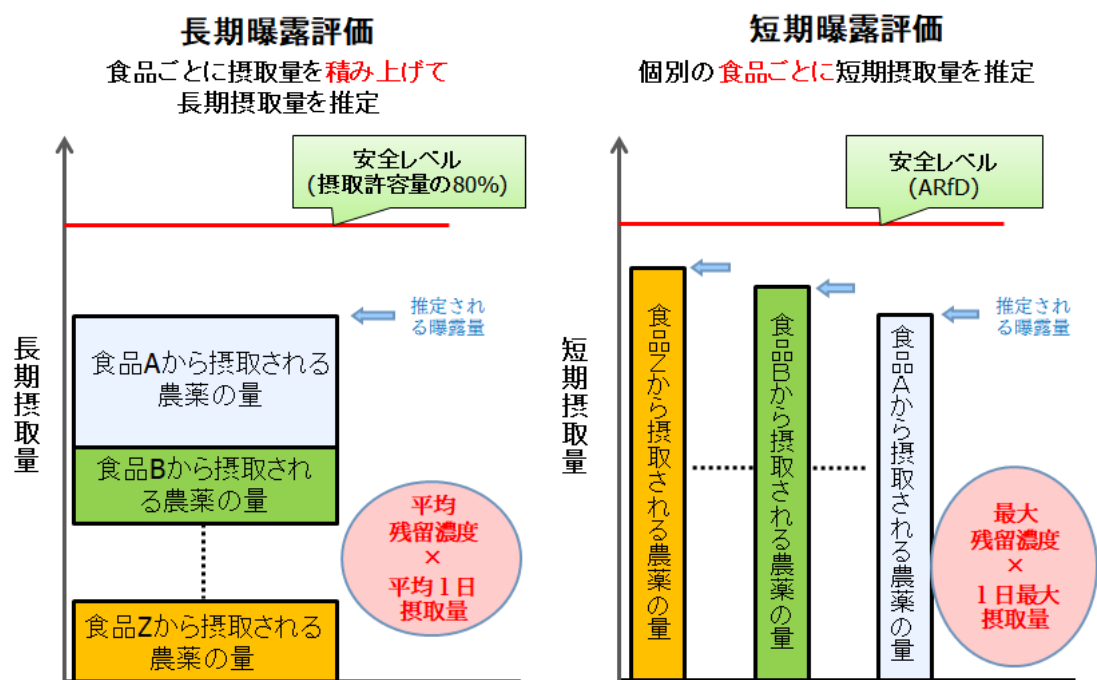 長期曝露評価
食品ごとに摂取量を積み上げて
長期摂取量を推定
安全レベル
(摂取許容量の80%)
推定され
る曝露量
長期摂取量
食品Aから摂取される
農薬の量
食品Bから摂取され
る農薬の量
平均
残留濃度
×
平均１日
摂取量
食品Zから摂取される
農薬の量
短期曝露評価
個別の食品ごとに短期摂取量を推定
安全レベル
(ARfD)
推定され
る曝露量
短期摂取量
食品Zから摂取される農薬の量
食品Bから摂取される農薬の量
食品Aから摂取される農薬の量
最大
残留濃度
×
１日最大
摂取量